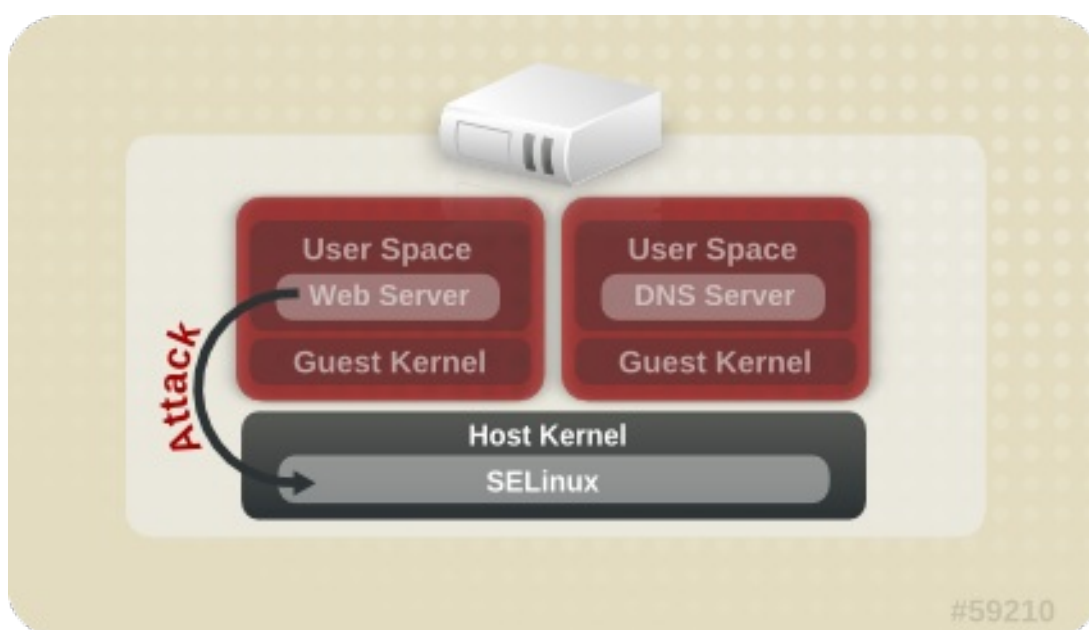 User Space
Web Server
Guest Kernel
User Space
DNS Server
Guest Kernel
Attack
Host Kernel
SELinux
#59210